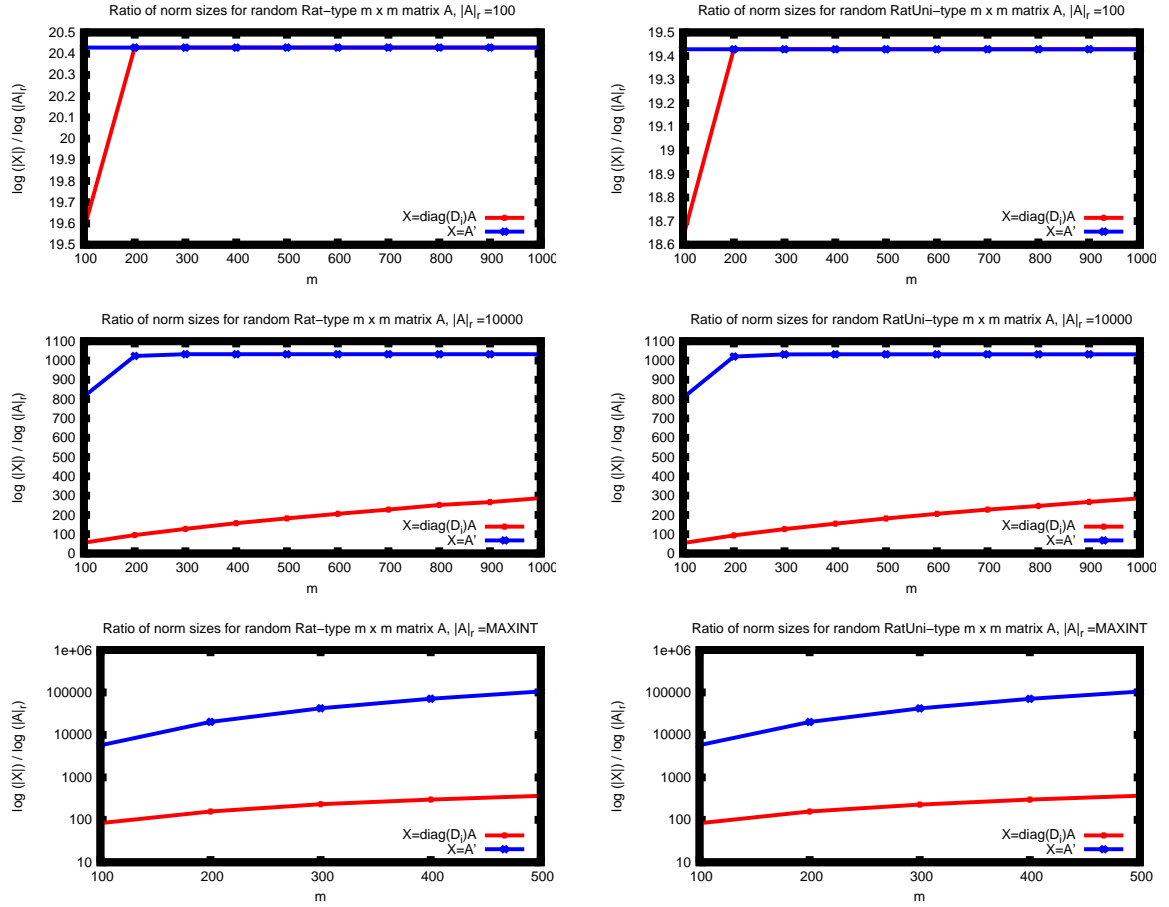 Ratio of norm sizes for random Rat−type m x m matrix A, |A|r =100
20.5
20.4
20.3
20.2
20.1
20
19.9
19.8
19.7
19.6
19.5
log (|X|) / log (|A|r)
X=diag(Di)A
X=A'
100 200 300 400 500 600 700 800 900 1000
m
Ratio of norm sizes for random RatUni−type m x m matrix A, |A|r =100
19.5
19.4
19.3
19.2
19.1
19
18.9
18.8
18.7
18.6
log (|X|) / log (|A|r)
X=diag(Di)A
X=A'
100 200 300 400 500 600 700 800 900 1000
m
Ratio of norm sizes for random Rat−type m x m matrix A, |A|r =10000
1100
1000
900
800
700
600
500
400
300
200
100
0
log (|X|) / log (|A|r)
X=diag(Di)A
X=A'
100 200 300 400 500 600 700 800 900 1000
m
Ratio of norm sizes for random RatUni−type m x m matrix A, |A|r =10000
1100
1000
900
800
700
600
500
400
300
200
100
0
log (|X|) / log (|A|r)
X=diag(Di)A
X=A'
100 200 300 400 500 600 700 800 900 1000
m
Ratio of norm sizes for random Rat−type m x m matrix A, |A|r =MAXINT
1e+06
100000
10000
1000
100
10
log (|X|) / log (|A|r)
X=diag(Di)A
X=A'
100 200 300 400 500
m
Ratio of norm sizes for random RatUni−type m x m matrix A, |A|r =MAXINT
1e+06
100000
10000
1000
100
10
log (|X|) / log (|A|r)
X=diag(Di)A
X=A'
100 200 300 400 500
m